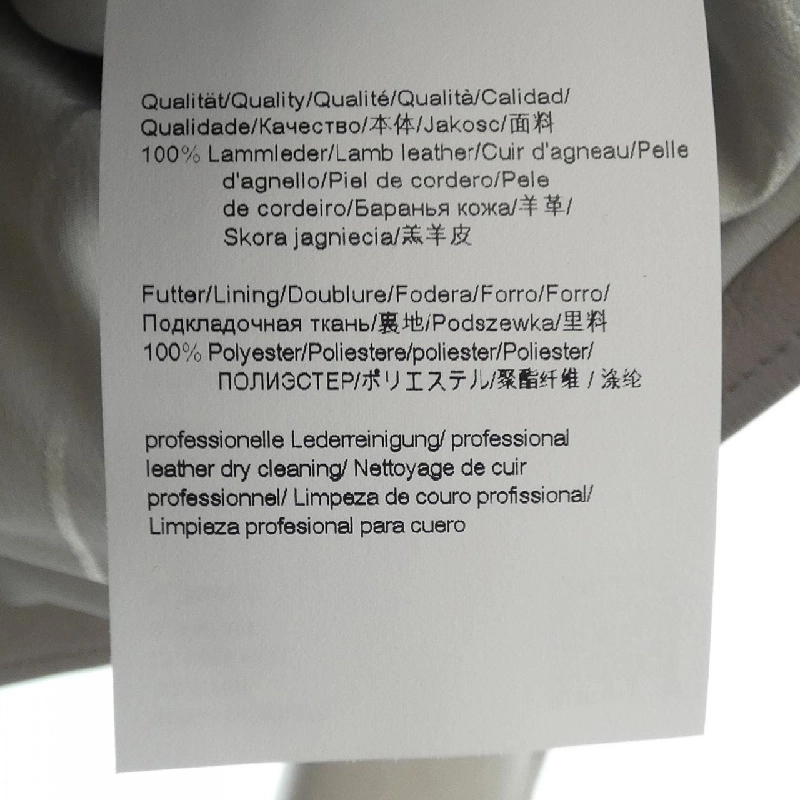 Qualität/Quality/Qualité/Qualità/Calidad/
Qualidade/Качество/本体/Jakosc/面料
100% Lammleder/Lamb leather/Cuir d'agneau/Pelle
d'agnello/Piel de cordero/Pele
de cordeiro/Баранья кожа/羊革/
Skora jagniecia/羔羊皮
Futter/Lining/Doublure/Fodera/Forro/Forro/
Подкладочная ткань/裏地/Podszewka/里料
100% Polyester/Poliestere/poliester/Poliester/
ПОЛИЭСТЕР/ポリエステル/聚酯纤维 / 涤纶
professionelle Lederreinigung/ professional
leather dry cleaning/ Nettoyage de cuir
professionnel/ Limpeza de couro profissional/
Limpieza profesional para cuero